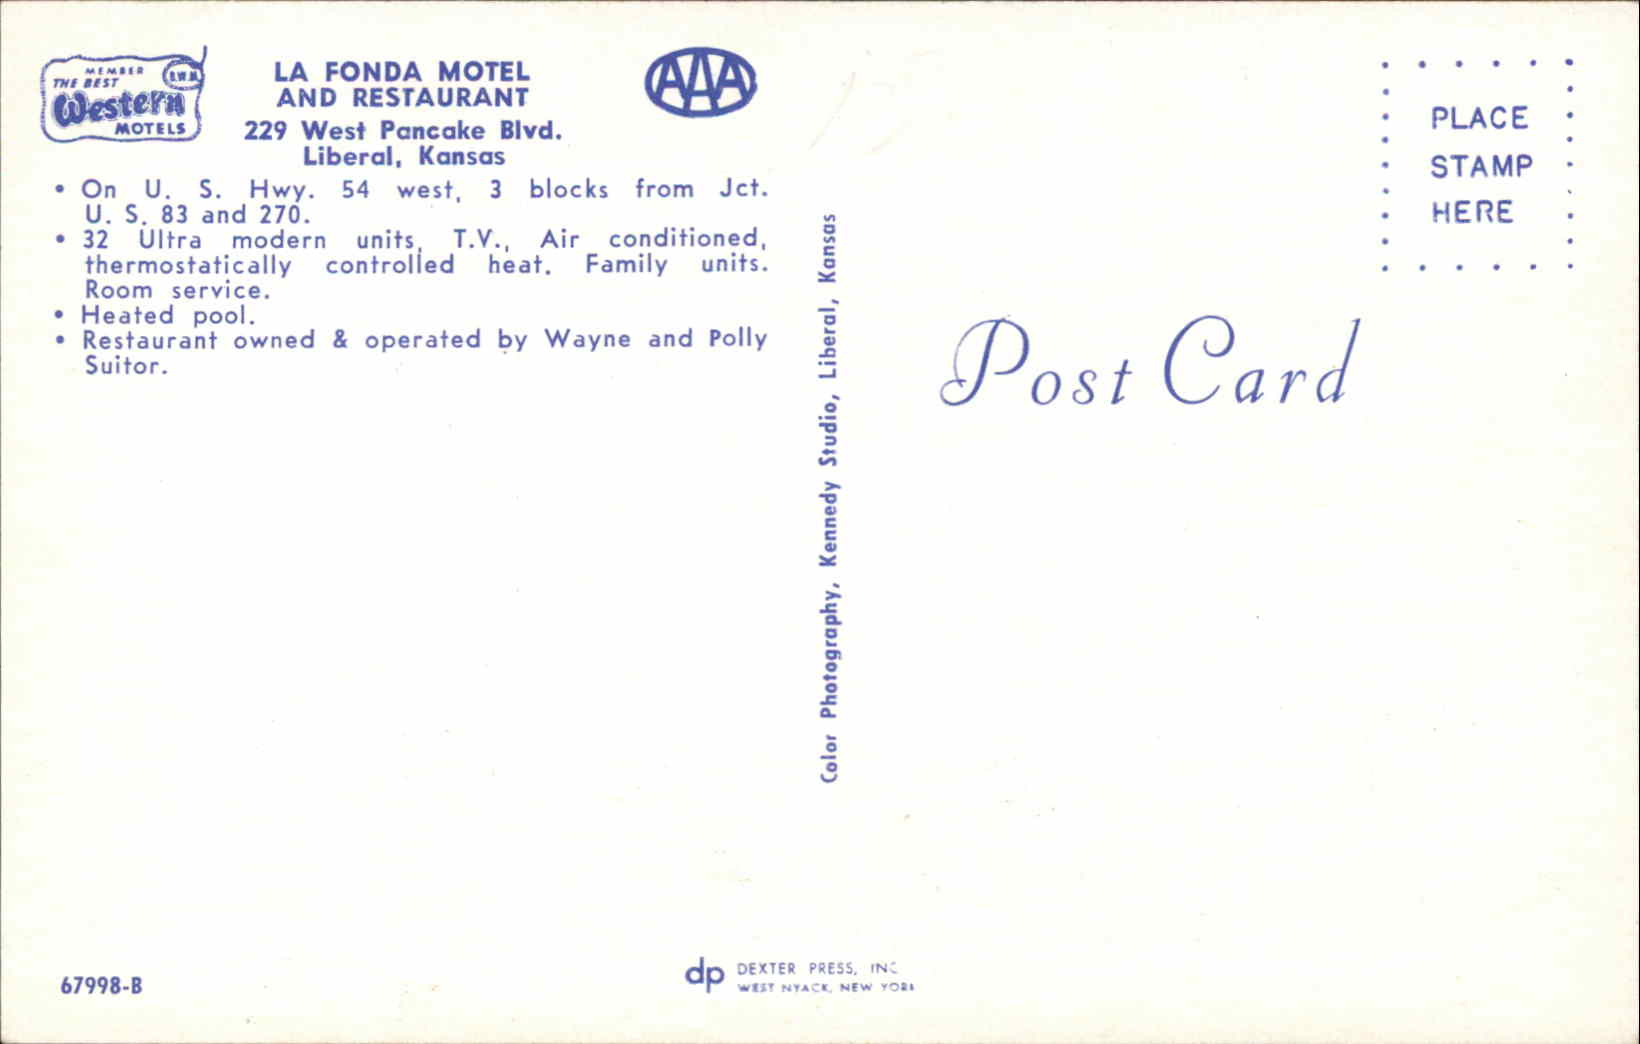 MEMBER
THE BEST
Western
MOTELS
B.W.M.
LA FONDA MOTEL
AND RESTAURANT
229 West Pancake Blvd.
Liberal, Kansas
AAA
• On U. S. Hwy. 54 west, 3 blocks from Jct.
U. S. 83 and 270.
• 32 Ultra modern units, T.V., Air conditioned,
thermostatically controlled heat. Family units.
Room service.
• Heated pool.
• Restaurant owned & operated by Wayne and Polly
Suitor.
67998-B
Color Photography, Kennedy Studio, Liberal, Kansas
dp DEXTER PRESS, INC
WEST NYACK, NEW YORK
PLACE
STAMP
HERE
Post Card